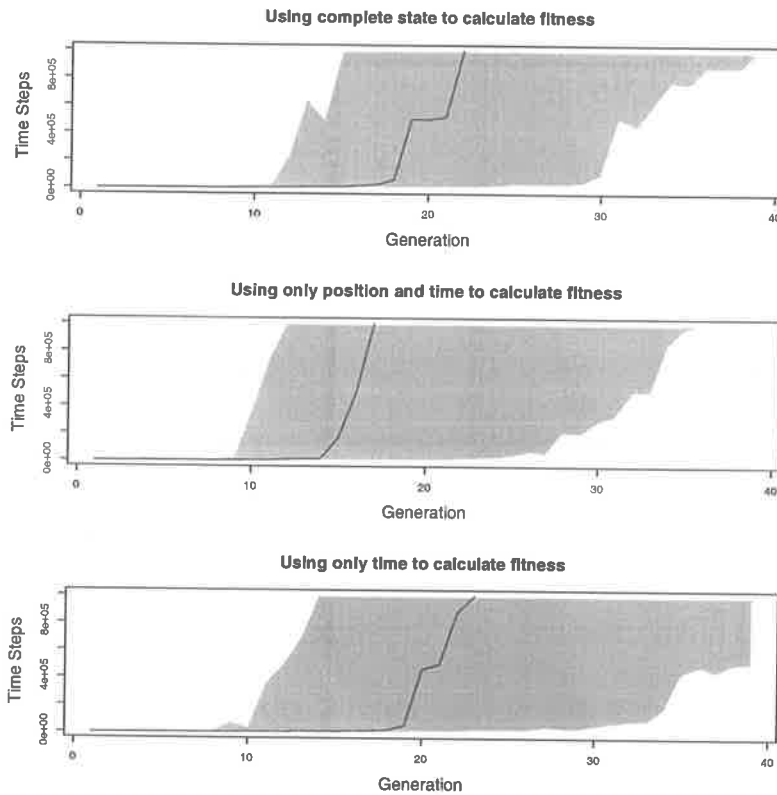 Using complete state to calculate fitness
Time Steps
8e+05
4e+05
0e+00
0
10
20
30
40
Generation
Using only position and time to calculate fitness
Time Steps
8e+05
4e+05
0e+00
0
10
20
30
40
Generation
Using only time to calculate fitness
Time Steps
8e+05
4e+05
0e+00
0
10
20
30
40
Generation